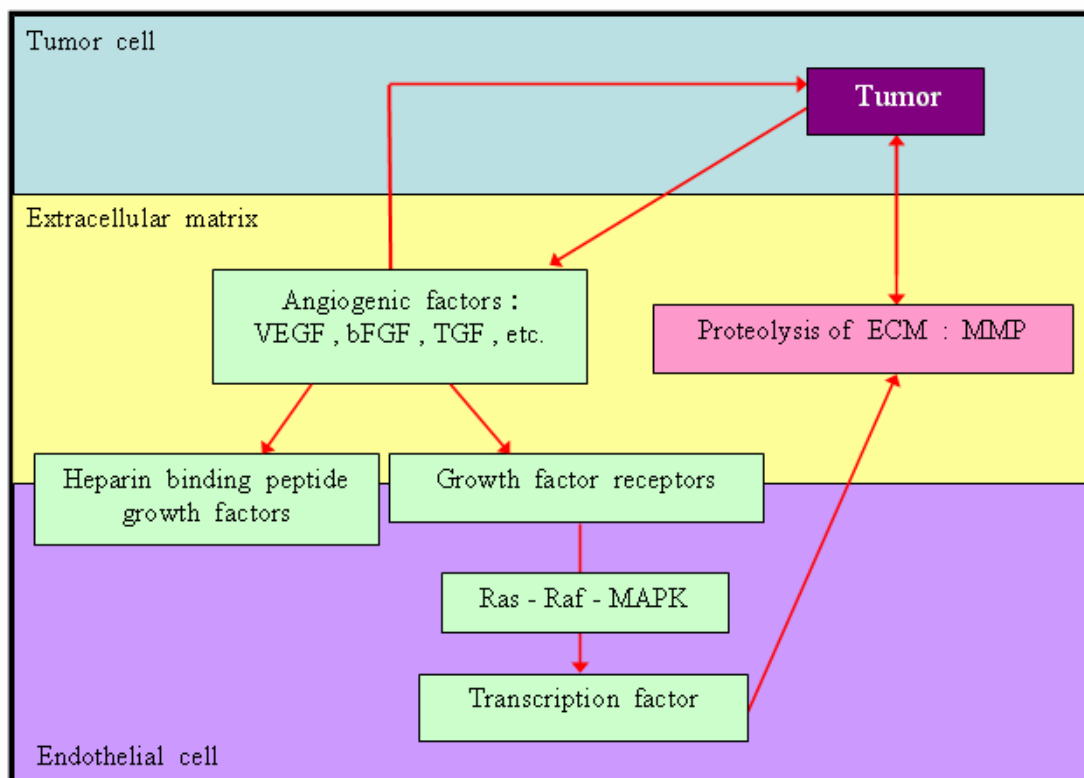 Tumor cell
Tumor
Extracellular matrix
Angiogenic factors :
VEGF , bFGF , TGF , etc.
Proteolysis of ECM : MMP
Heparin binding peptide
growth factors
Growth factor receptors
Ras - Raf - MAPK
Transcription factor
Endothelial cell